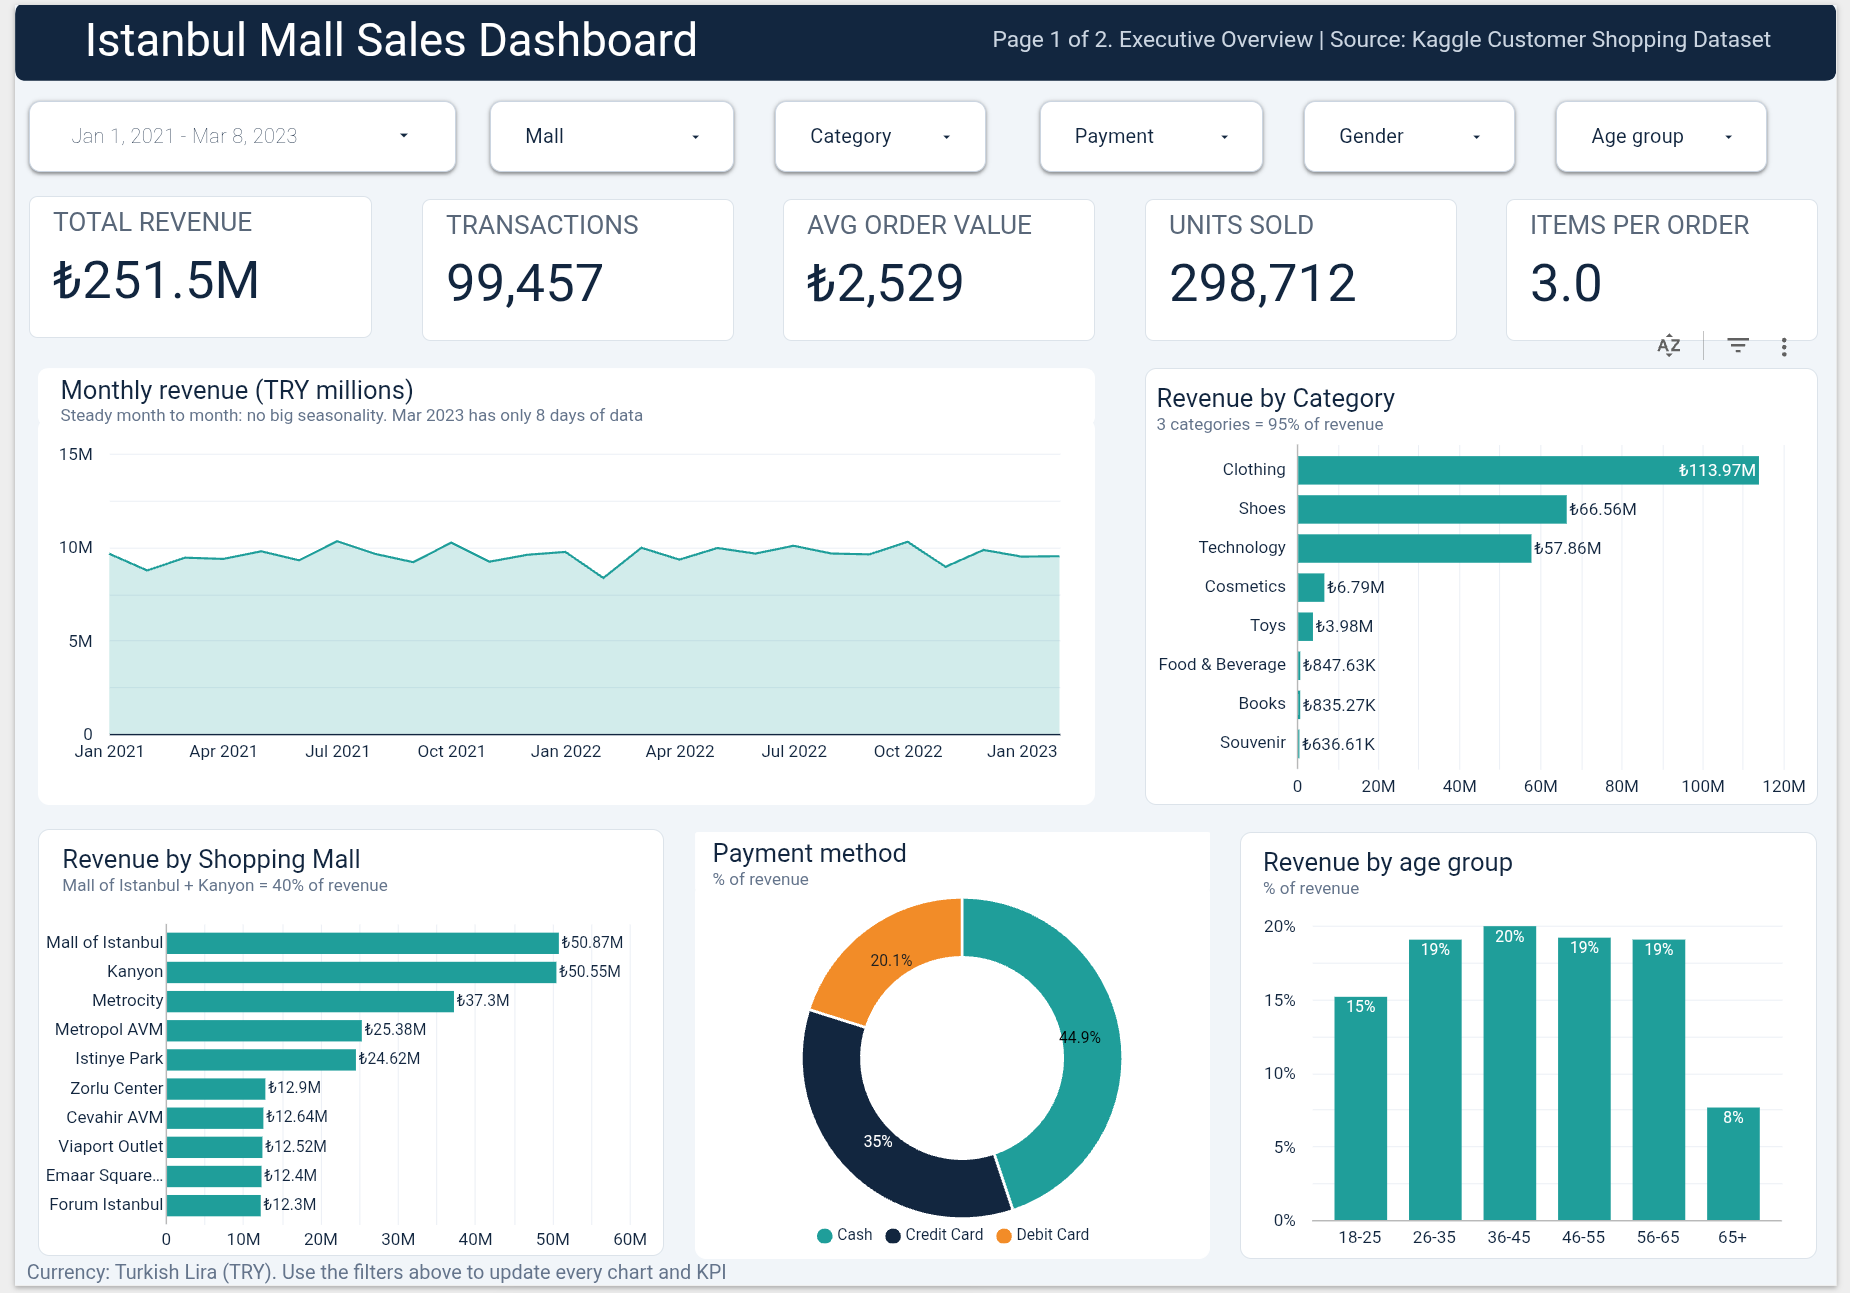 Istanbul Mall Sales Dashboard
Page 1 of 2. Executive Overview | Source: Kaggle Customer Shopping Dataset
Jan 1, 2021 - Mar 8, 2023
Mall
Category
Payment
Gender
Age group
TOTAL REVENUE
₺251.5M
TRANSACTIONS
99,457
AVG ORDER VALUE
₺2,529
UNITS SOLD
298,712
ITEMS PER ORDER
3.0
AZ
Monthly revenue (TRY millions)
Steady month to month: no big seasonality. Mar 2023 has only 8 days of data
15M
10M
5M
0
Jan 2021 Apr 2021 Jul 2021 Oct 2021 Jan 2022 Apr 2022 Jul 2022 Oct 2022 Jan 2023
Revenue by Category
3 categories = 95% of revenue
Clothing ₺113.97M
Shoes ₺66.56M
Technology ₺57.86M
Cosmetics ₺6.79M
Toys ₺3.98M
Food & Beverage ₺847.63K
Books ₺835.27K
Souvenir ₺636.61K
0 20M 40M 60M 80M 100M 120M
Revenue by Shopping Mall
Mall of Istanbul + Kanyon = 40% of revenue
Mall of Istanbul ₺50.87M
Kanyon ₺50.55M
Metrocity ₺37.3M
Metropol AVM ₺25.38M
Istinye Park ₺24.62M
Zorlu Center ₺12.9M
Cevahir AVM ₺12.64M
Viaport Outlet ₺12.52M
Emaar Square... ₺12.4M
Forum Istanbul ₺12.3M
0 10M 20M 30M 40M 50M 60M
Payment method
% of revenue
20.1%
44.9%
35%
Cash Credit Card Debit Card
Revenue by age group
% of revenue
20%
15%
10%
5%
0%
15% 19% 20% 19% 19% 8%
18-25 26-35 36-45 46-55 56-65 65+
Currency: Turkish Lira (TRY). Use the filters above to update every chart and KPI